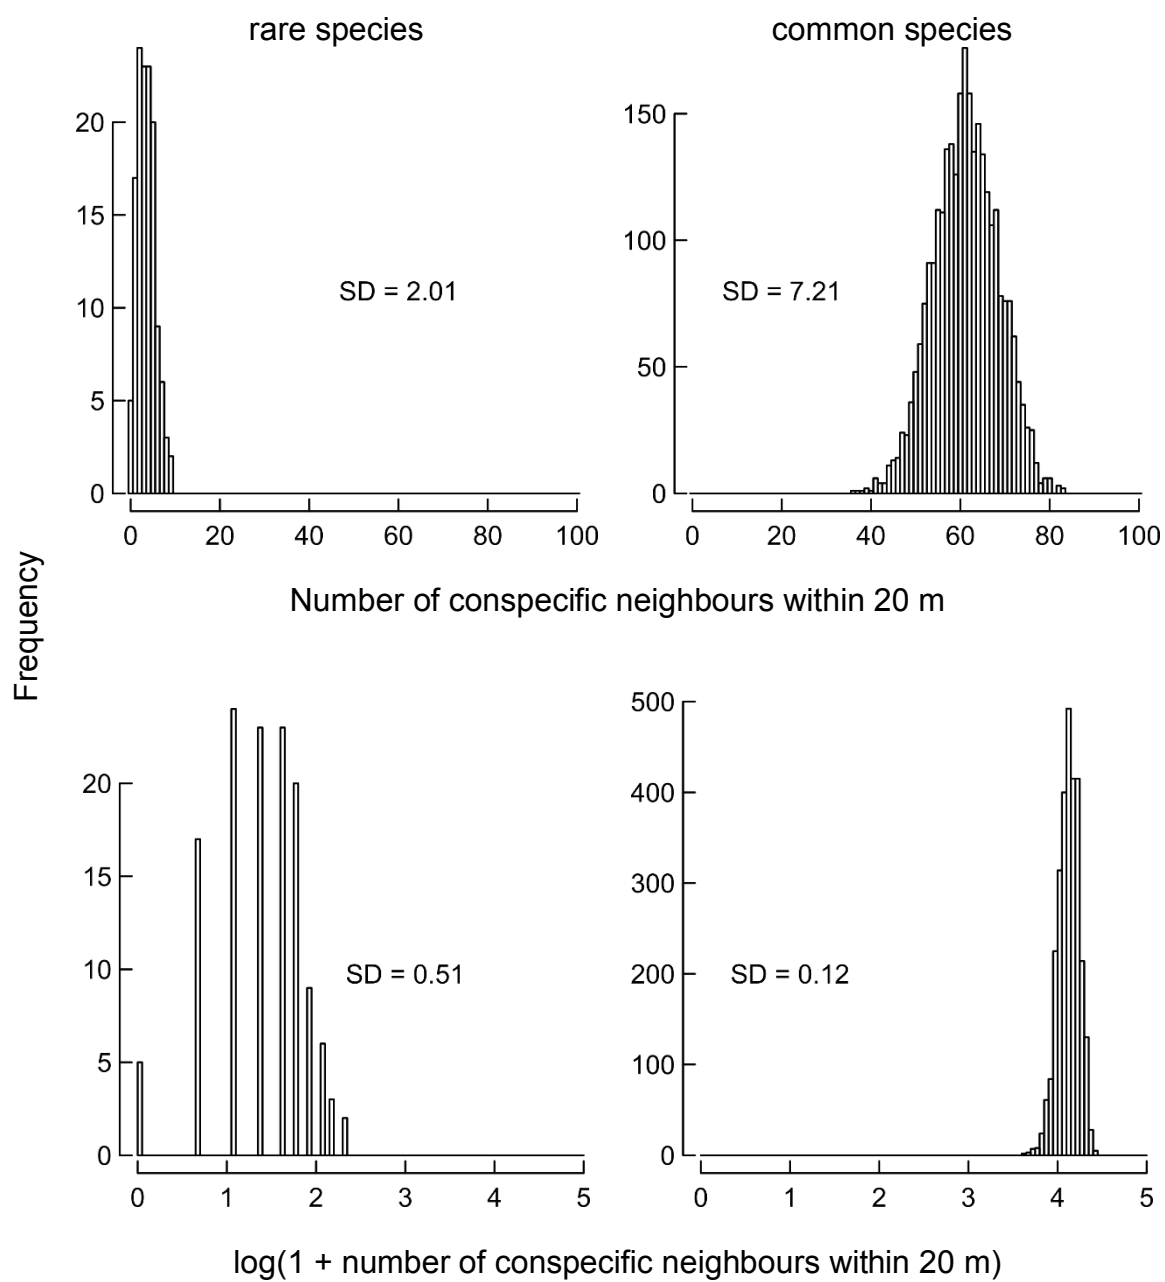 rare species
common species
20
15
10
5
0
SD = 2.01
0 20 40 60 80 100
150
100
50
0
SD = 7.21
0 20 40 60 80 100
Number of conspecific neighbours within 20 m
Frequency
20
15
10
5
0
SD = 0.51
0 1 2 3 4 5
500
400
300
200
100
0
SD = 0.12
0 1 2 3 4 5
log(1 + number of conspecific neighbours within 20 m)